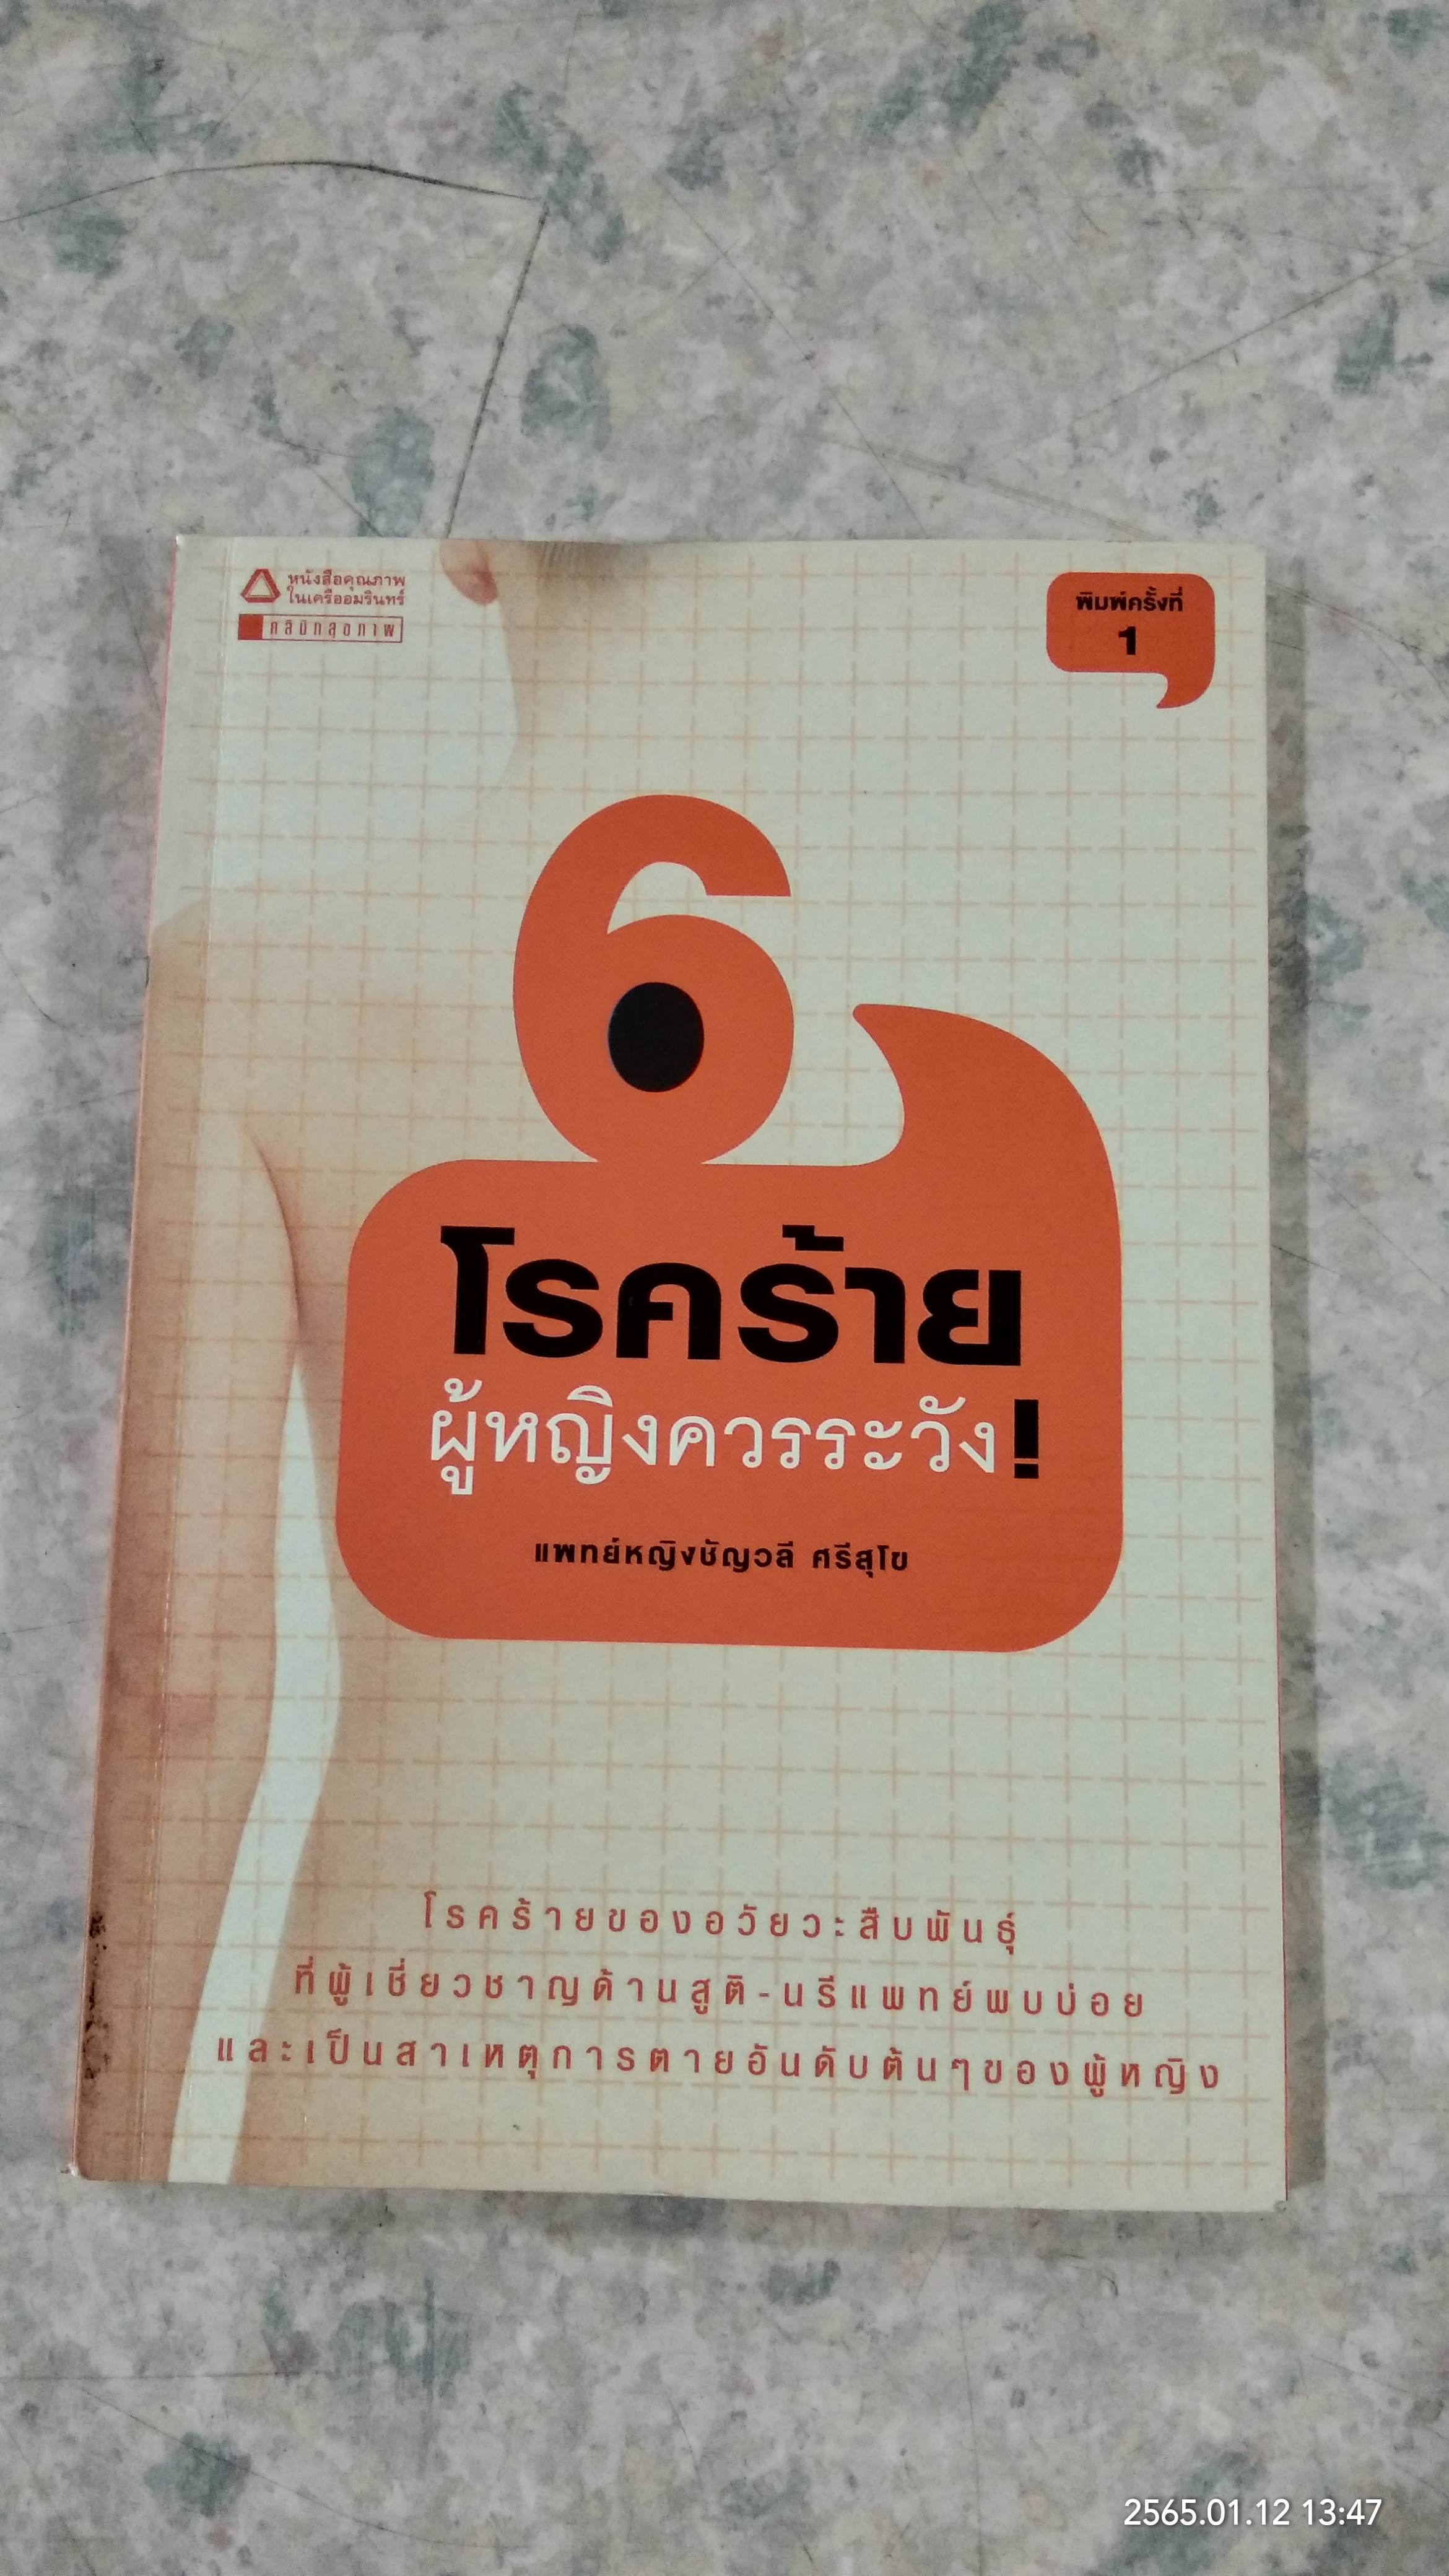 หนังสือคุณภาพ
ในเครืออมรินทร์
คลินิกสุขภาพ
พิมพ์ครั้งที่
1
6
โรคร้าย
ผู้หญิงควรระวัง!
แพทย์หญิงชัญวลี ศรีสุโข
โรคร้ายของอวัยวะสืบพันธุ์
ที่ผู้เชี่ยวชาญด้านสูติ-นรีแพทย์พบบ่อย
และเป็นสาเหตุการตายอันดับต้นๆของผู้หญิง
2565.01.12 13:47